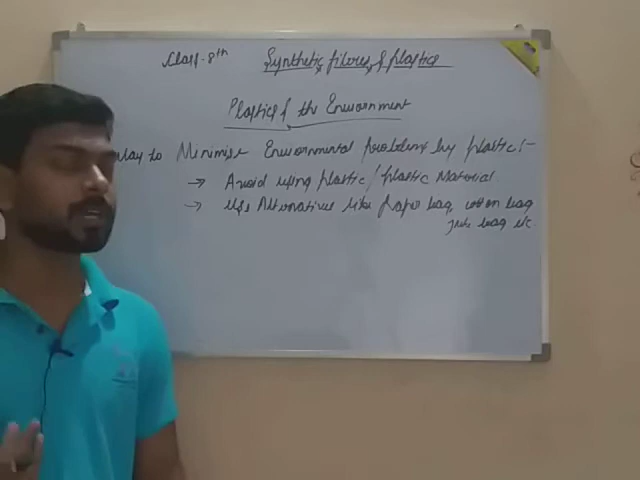 Class-8th Synthetic fibres & plastics
Plastics & the Environment
Way to Minimise Environmental Problems by plastic:-
→ Avoid using plastic/plastic Material
→ Use Alternatives like Paper bag, cotton bag
Jute bag etc